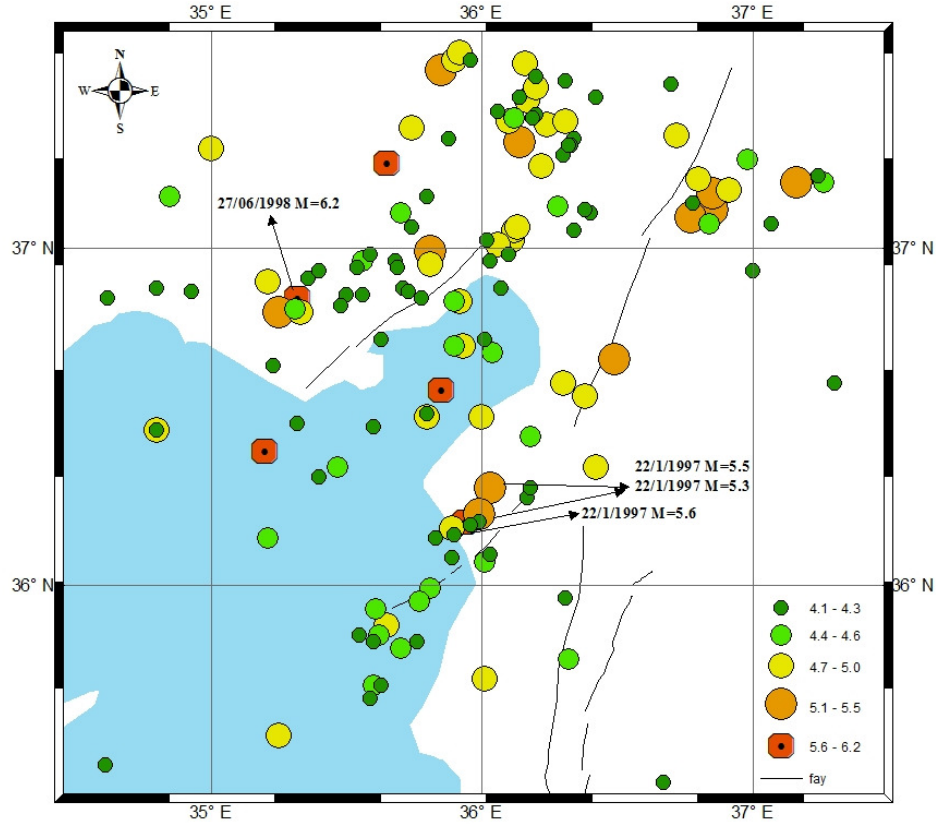 35° E
36° E
37° E
N
W
E
S
27/06/1998 M=6.2
37° N
37° N
22/1/1997 M=5.5
22/1/1997 M=5.3
22/1/1997 M=5.6
36° N
36° N
4.1 - 4.3
4.4 - 4.6
4.7 - 5.0
5.1 - 5.5
5.6 - 6.2
fay
35° E
36° E
37° E